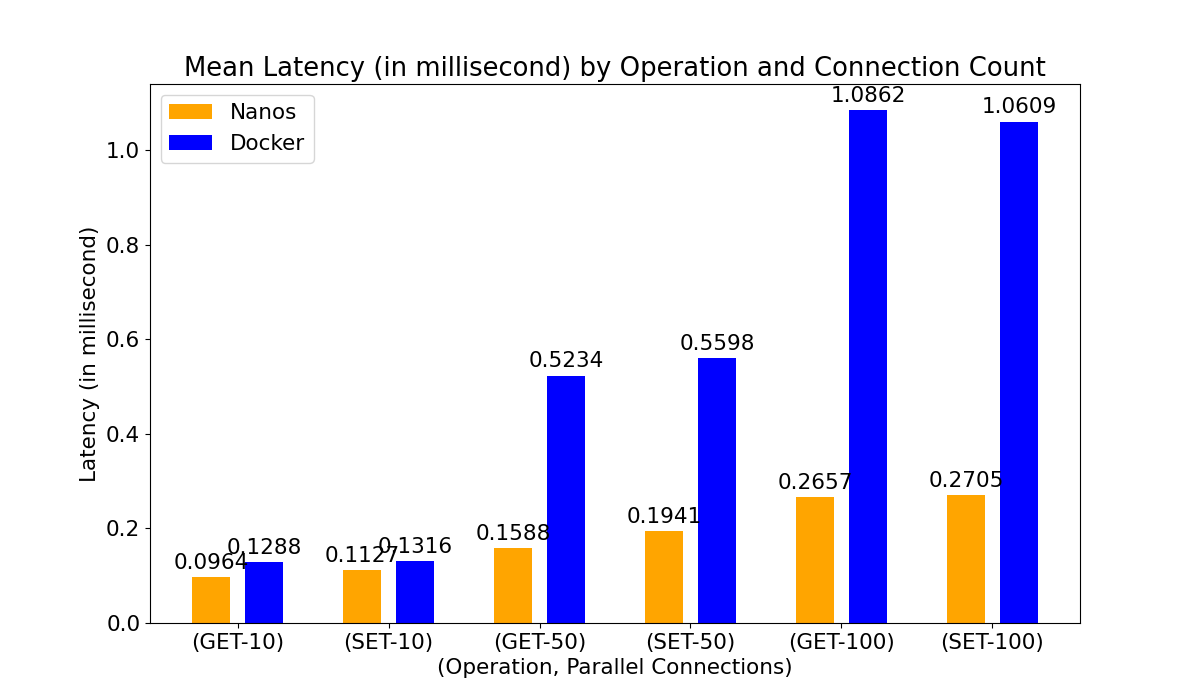 Mean Latency (in millisecond) by Operation and Connection Count
Nanos
Docker
Latency (in millisecond)
1.0
0.8
0.6
0.4
0.2
0.0
0.0964
0.1288
0.1127
0.1316
0.1588
0.5234
0.1941
0.5598
0.2657
1.0862
0.2705
1.0609
(GET-10)
(SET-10)
(GET-50)
(SET-50)
(GET-100)
(SET-100)
(Operation, Parallel Connections)